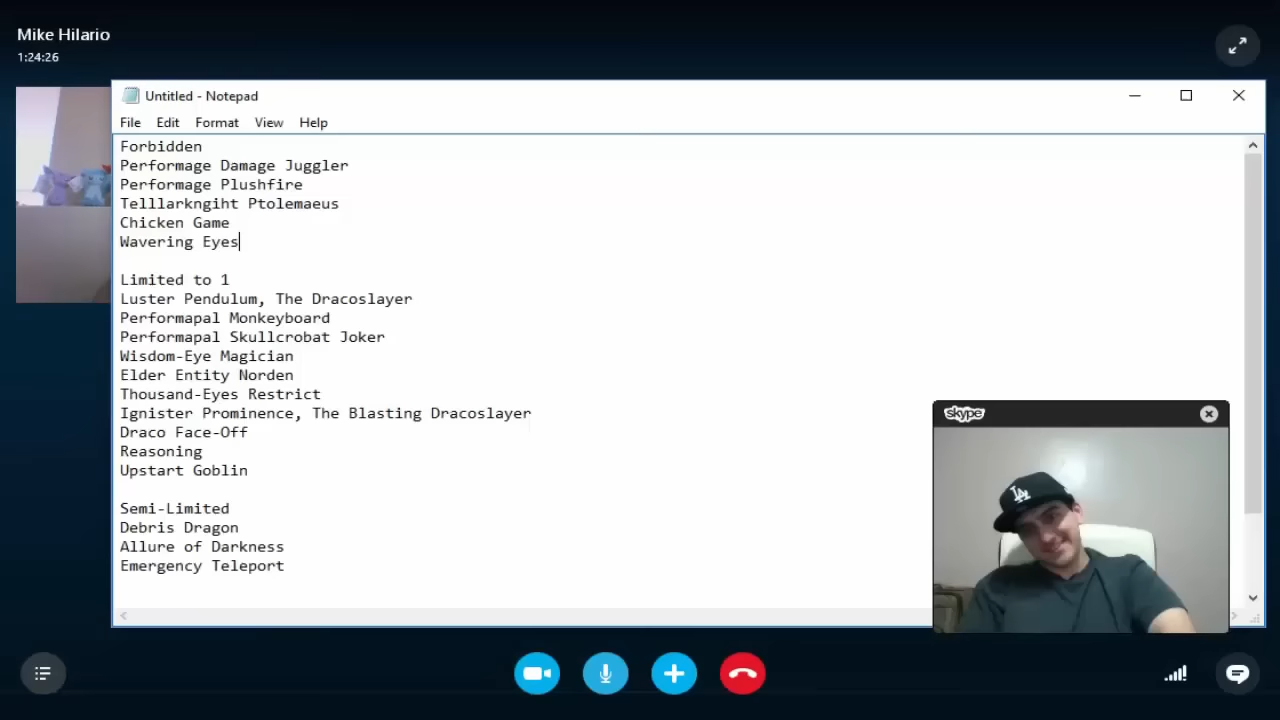 Mike Hilario
1:24:26
Untitled - Notepad
File Edit Format View Help
Forbidden
Performage Damage Juggler
Performage Plushfire
Telllarkngiht Ptolemaeus
Chicken Game
Wavering Eyes
Limited to 1
Luster Pendulum, The Dracoslayer
Performapal Monkeyboard
Performapal Skullcrobat Joker
Wisdom-Eye Magician
Elder Entity Norden
Thousand-Eyes Restrict
Ignister Prominence, The Blasting Dracoslayer
Draco Face-Off
Reasoning
Upstart Goblin
Semi-Limited
Debris Dragon
Allure of Darkness
Emergency Teleport
skype
LA